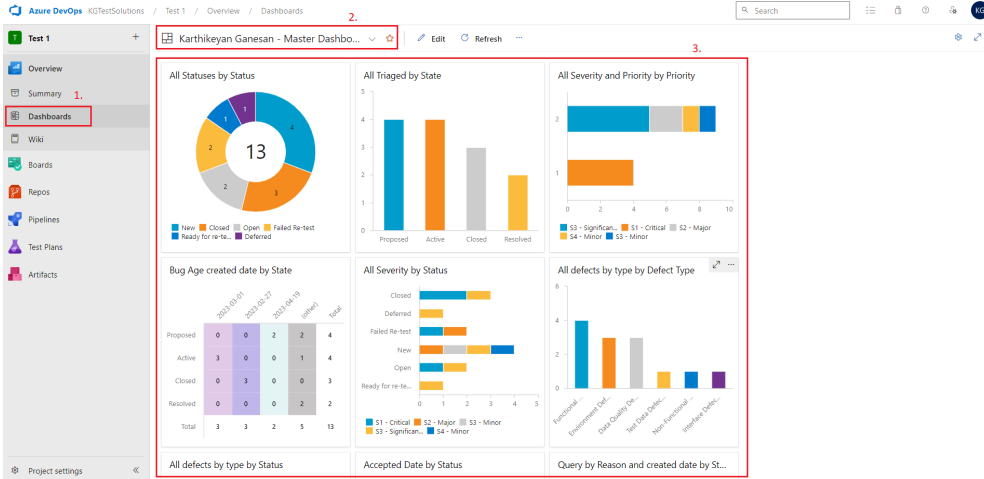 Azure DevOps KGTestSolutions / Test 1 / Overview / Dashboards
Search
KG
2.
T Test 1 +
Karthikeyan Ganesan - Master Dashbo...
Edit
Refresh
...
3.
Overview
Summary
1.
Dashboards
Wiki
Boards
Repos
Pipelines
Test Plans
Artifacts
Project settings
All Statuses by Status
4
3
2
2
1
1
13
New Closed Open Failed Re-test
Ready for re-te... Deferred
All Triaged by State
5
4
3
2
1
0
Proposed Active Closed Resolved
All Severity and Priority by Priority
2
1
0 2 4 6 8 10
S3 - Significan... S1 - Critical S2 - Major
S4 - Minor S3 - Minor
Bug Age created date by State
2023-03-01 2023-02-27 2023-04-19 (other) Total
Proposed 0 0 2 2 4
Active 3 0 0 1 4
Closed 0 3 0 0 3
Resolved 0 0 0 2 2
Total 3 3 2 5 13
All Severity by Status
Closed
Deferred
Failed Re-test
New
Open
Ready for re-te...
0 1 2 3 4 5
S1 - Critical S2 - Major S3 - Minor
S3 - Significan... S4 - Minor
All defects by type by Defect Type
...
6
4
2
0
Functional ... Environment Def... Data Quality De... Test Data Defec... Non-Functional ... Interface Defec...
All defects by type by Status
Accepted Date by Status
Query by Reason and created date by St...